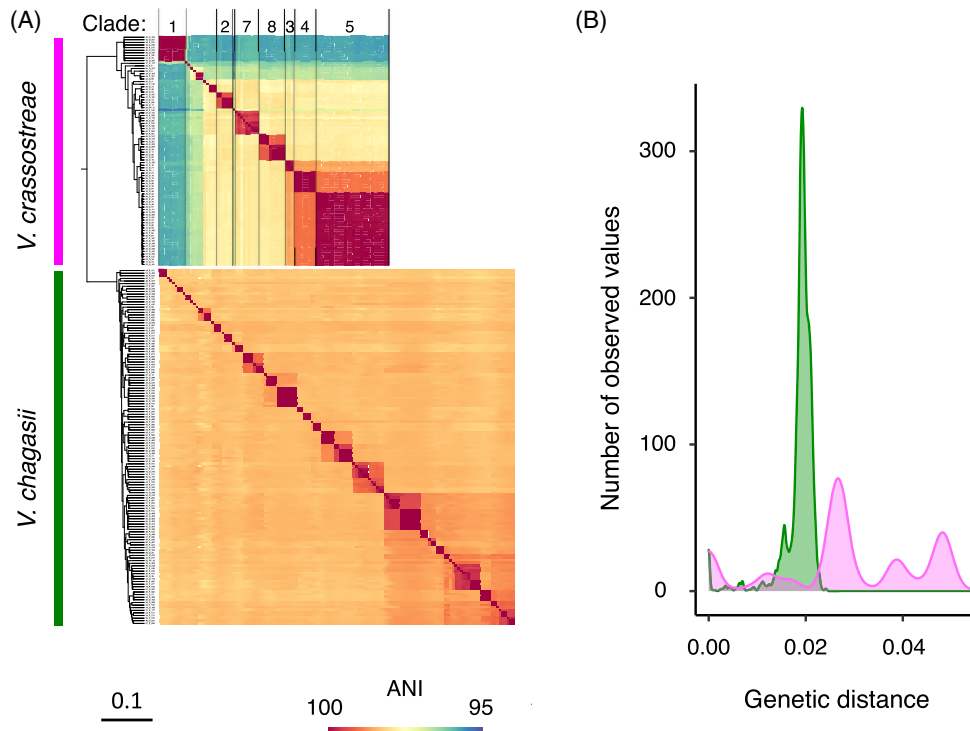 (A)
Clade: 1 2 7 8 3 4 5
V. crassostreae
V. chagasii
0.1
ANI
100 95
(B)
Number of observed values
300
200
100
0
0.00 0.02 0.04
Genetic distance